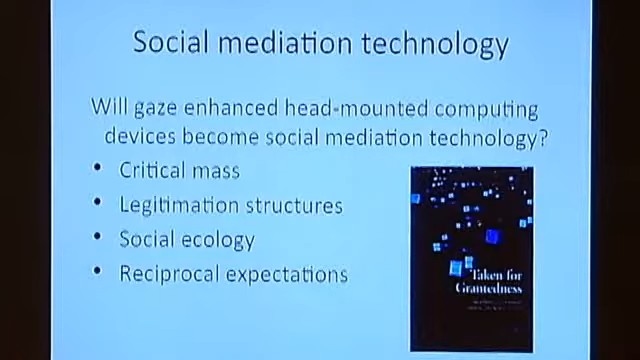 Social mediation technology
Will gaze enhanced head-mounted computing
devices become social mediation technology?
• Critical mass
• Legitimation structures
• Social ecology
• Reciprocal expectations
Taken for
Grantedness